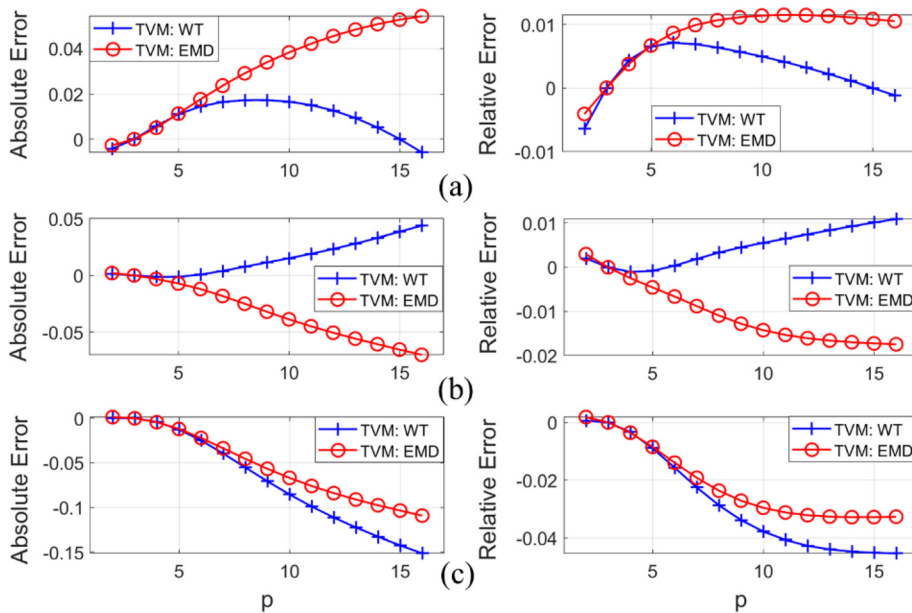 Absolute Error
0.04
0.02
0
5
10
15
TVM: WT
TVM: EMD
Relative Error
0.01
0
-0.01
5
10
15
TVM: WT
TVM: EMD
(a)
Absolute Error
0.05
0
-0.05
5
10
15
TVM: WT
TVM: EMD
Relative Error
0.01
0
-0.01
-0.02
5
10
15
TVM: WT
TVM: EMD
(b)
Absolute Error
0
-0.05
-0.1
-0.15
5
10
15
TVM: WT
TVM: EMD
p
Relative Error
0
-0.02
-0.04
5
10
15
TVM: WT
TVM: EMD
p
(c)